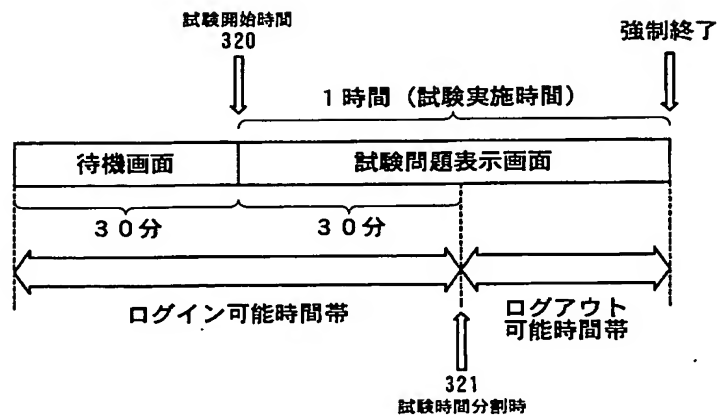 試験開始時間
320
強制終了
1時間（試験実施時間）
待機画面
試験問題表示画面
30分
30分
ログイン可能時間帯
ログアウト
可能時間帯
321
試験時間分割時